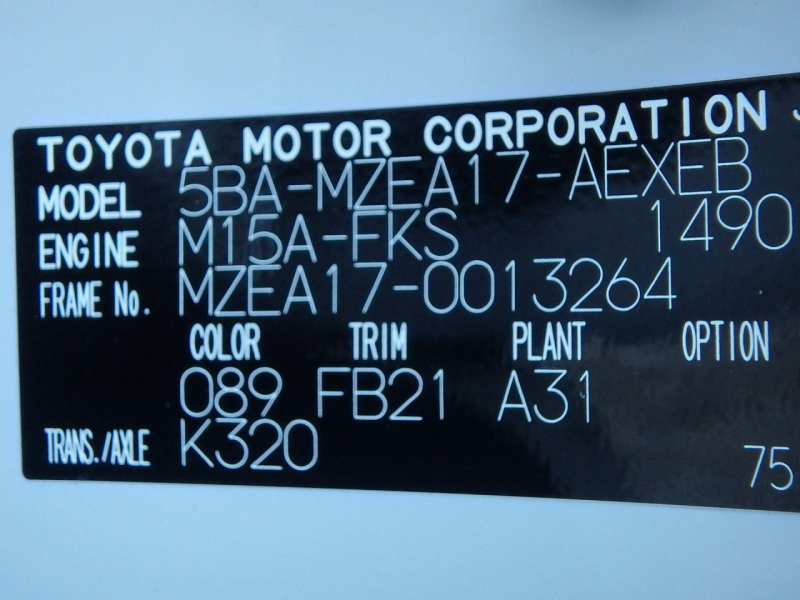 TOYOTA MOTOR CORPORATION J
MODEL 5BA-MZEA17-AEXEB
ENGINE M15A-FKS 1490
FRAME No. MZEA17-0013264
COLOR TRIM PLANT OPTION
089 FB21 A31
TRANS./AXLE K320
75